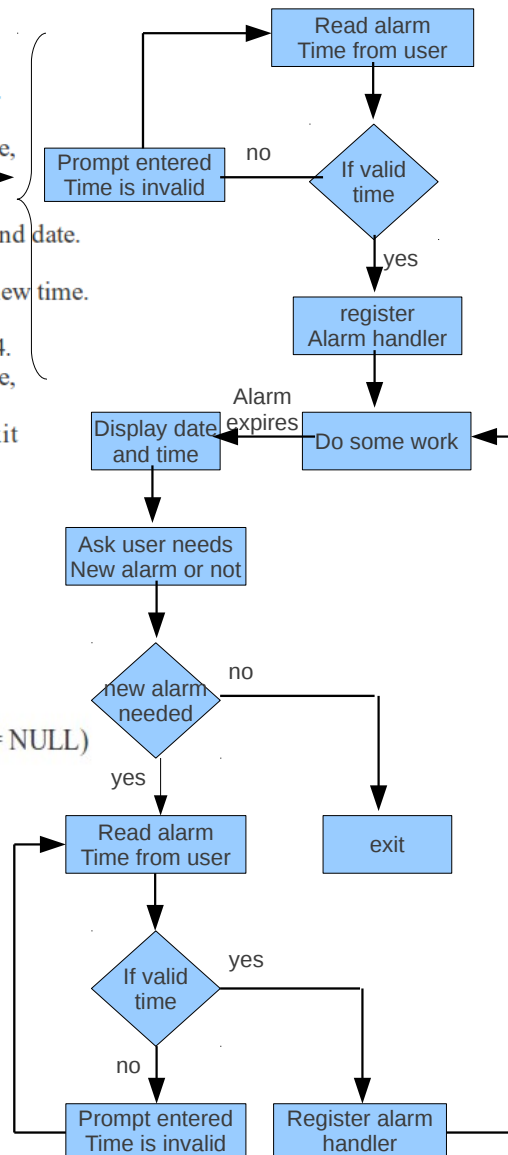 Read alarm
Time from user
e,
Prompt entered
Time is invalid
no
If valid
time
nd date.
yes
ew time.
register
Alarm handler
4.
e,
Alarm
expires
Display date
and time
Do some work
it
Ask user needs
New alarm or not
new alarm
needed
no
= NULL)
yes
Read alarm
Time from user
exit
If valid
time
yes
no
Prompt entered
Time is invalid
Register alarm
handler